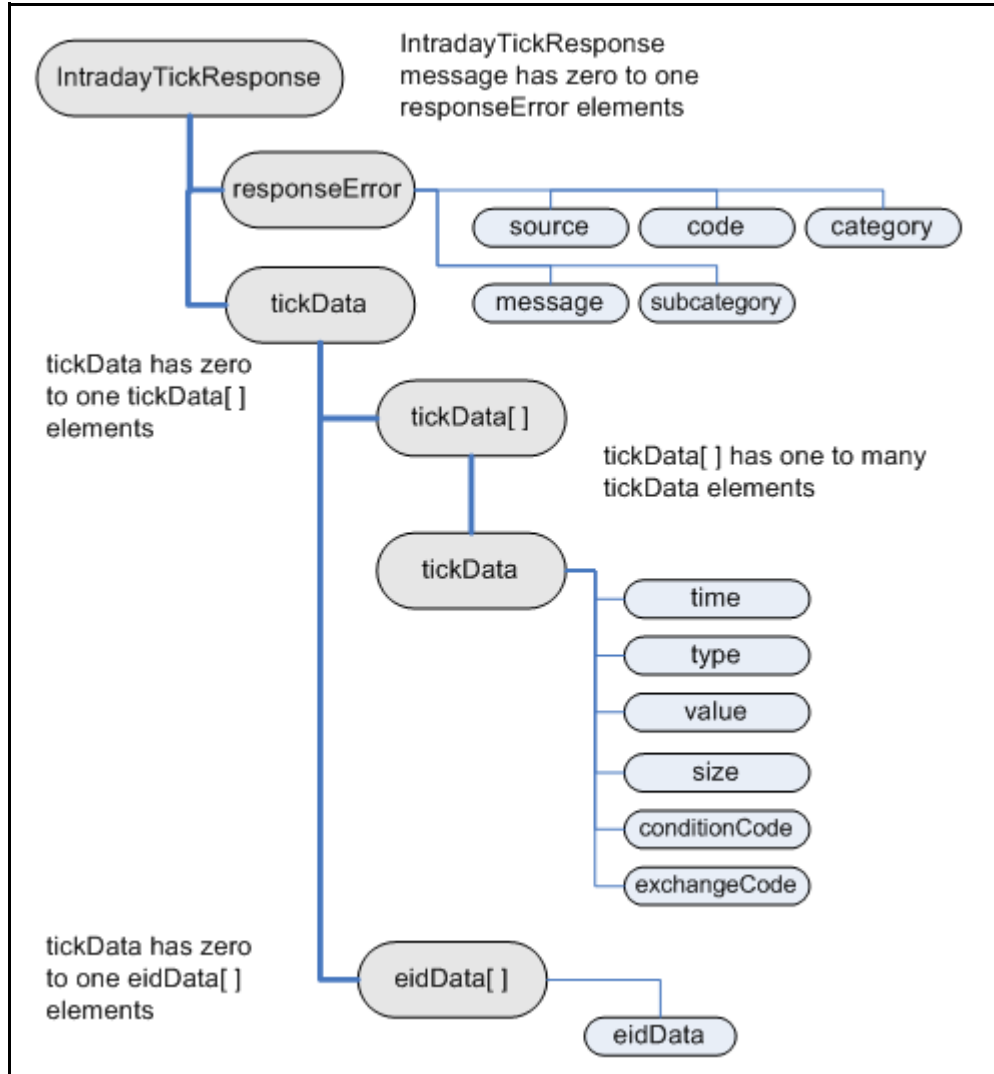 IntradayTickResponse
IntradayTickResponse
message has zero to one
responseError elements
responseError
source
code
category
message
subcategory
tickData
tickData has zero
to one tickData[ ]
elements
tickData[ ]
tickData[ ] has one to many
tickData elements
tickData
time
type
value
size
conditionCode
exchangeCode
tickData has zero
to one eidData[ ]
elements
eidData[ ]
eidData